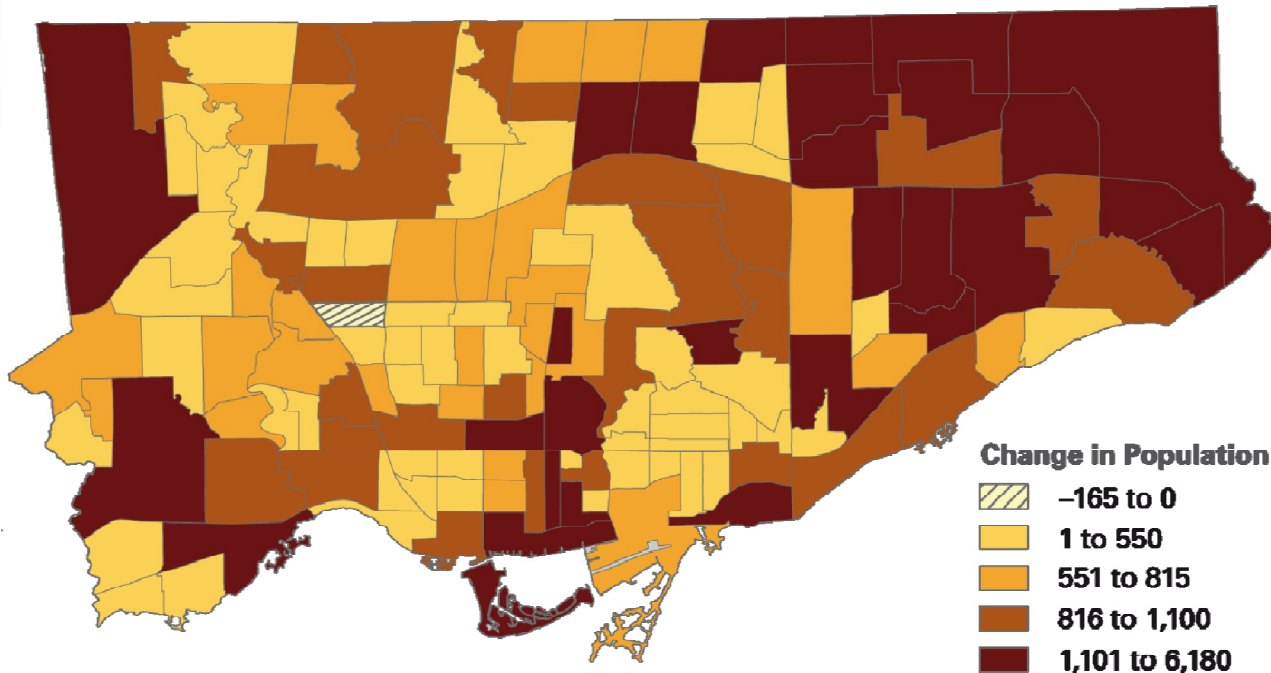 Change in Population
–165 to 0
1 to 550
551 to 815
816 to 1,100
1,101 to 6,180